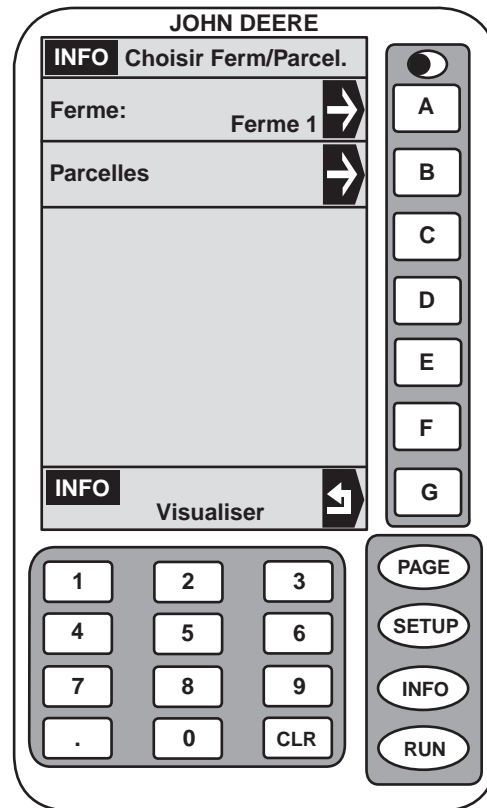 JOHN DEERE
INFO Choisir Ferm/Parcel.
Ferme:
Ferme 1
Parcelles
INFO
Visualiser
A
B
C
D
E
F
G
1 2 3
4 5 6
7 8 9
. 0 CLR
PAGE
SETUP
INFO
RUN